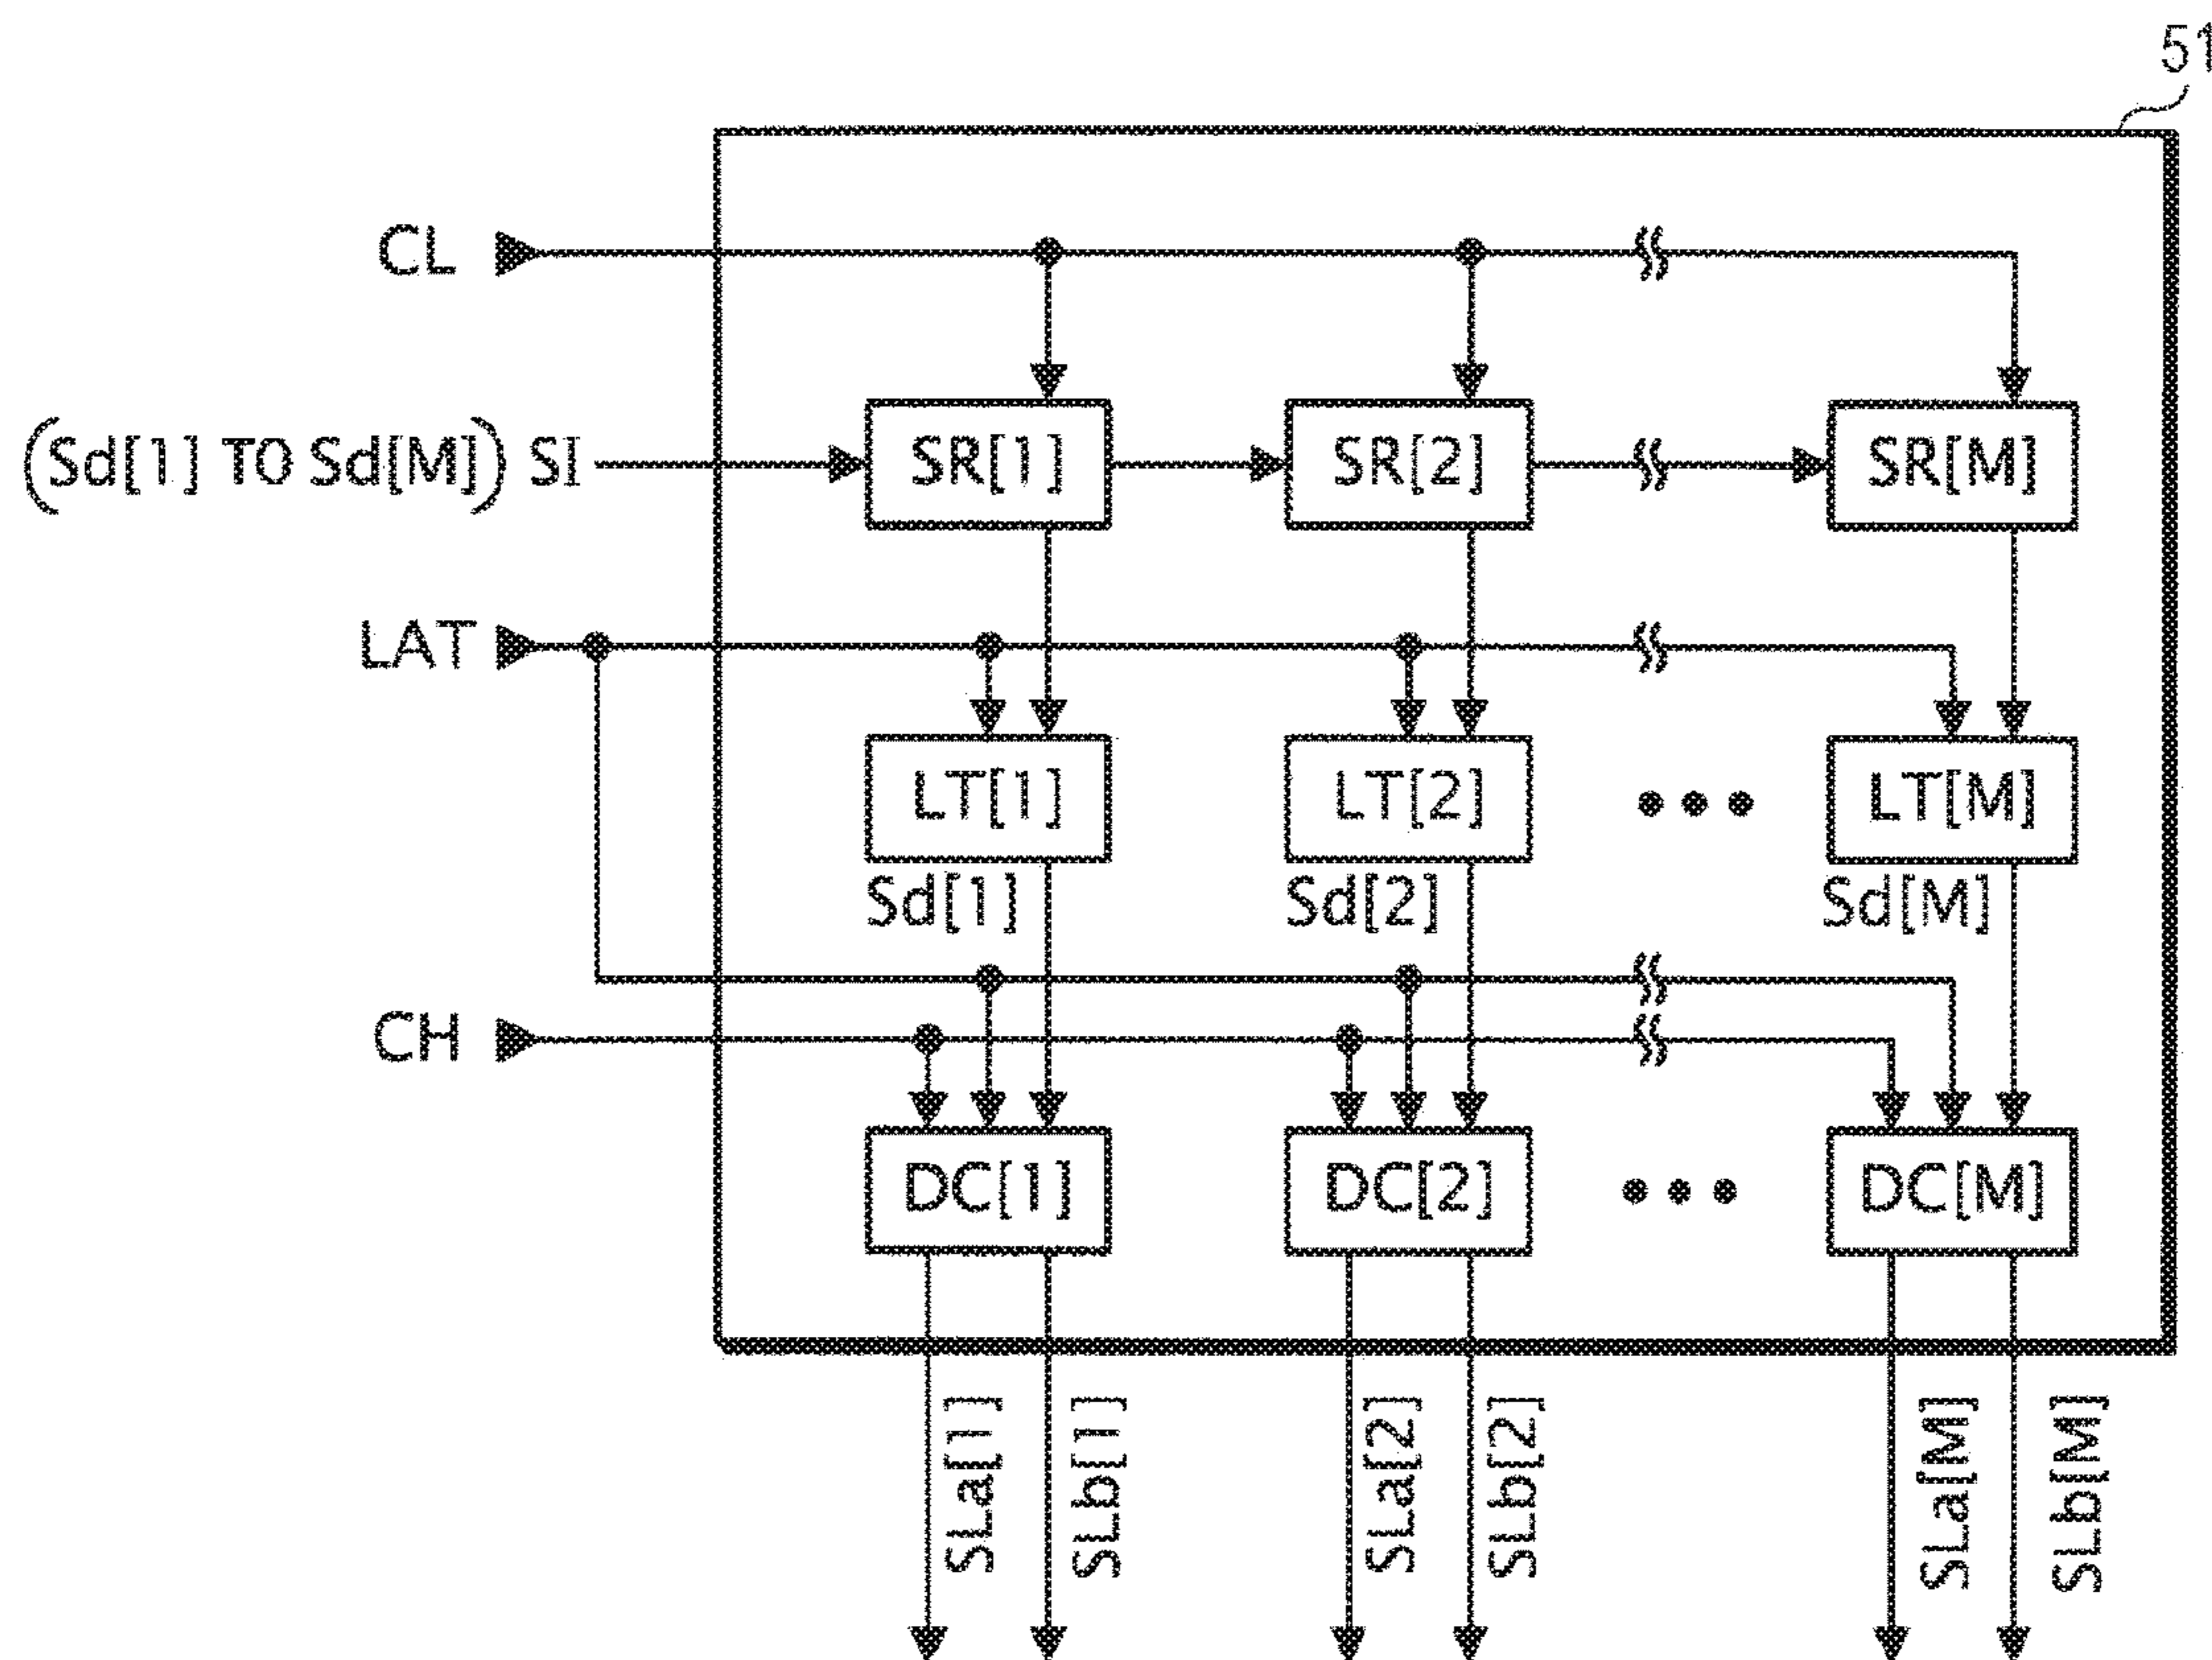 51
CL
(Sd[1] TO Sd[M]) SI
SR[1] SR[2] SR[M]
LAT
LT[1] LT[2] LT[M]
Sd[1] Sd[2] Sd[M]
CH
DC[1] DC[2] DC[M]
SLa[1] SLb[1] SLa[2] SLb[2] SLa[M] SLb[M]